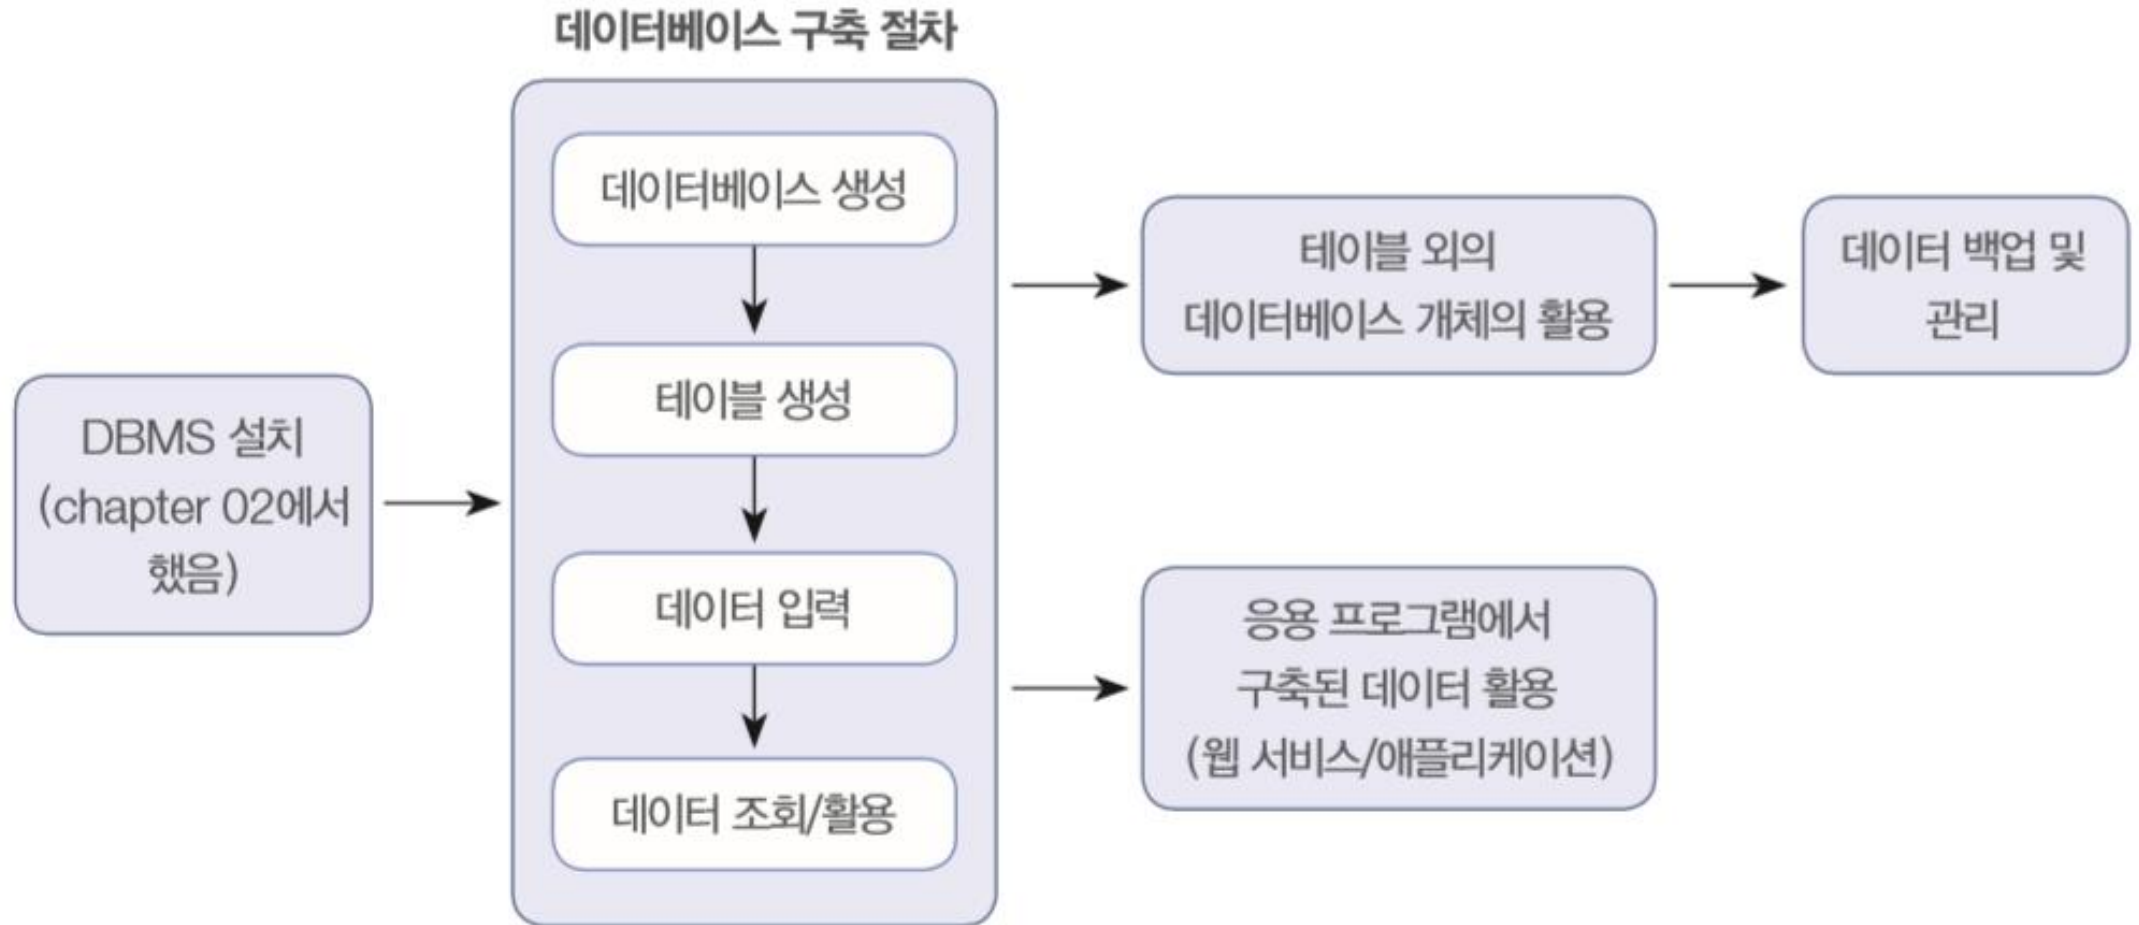 데이터베이스 구축 절차
DBMS 설치
(chapter 02에서
했음)
데이터베이스 생성
테이블 생성
데이터 입력
데이터 조회/활용
테이블 외의
데이터베이스 개체의 활용
데이터 백업 및
관리
응용 프로그램에서
구축된 데이터 활용
(웹 서비스/애플리케이션)